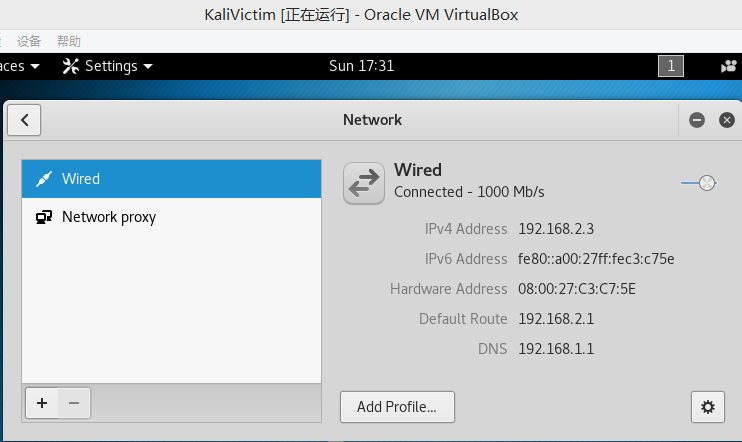 KaliVictim [正在运行] - Oracle VM VirtualBox
设备 帮助
Settings Sun 17:31 1
Network
Wired
Network proxy
Wired
Connected - 1000 Mb/s
IPv4 Address 192.168.2.3
IPv6 Address fe80::a00:27ff:fec3:c75e
Hardware Address 08:00:27:C3:C7:5E
Default Route 192.168.2.1
DNS 192.168.1.1
+ − Add Profile...